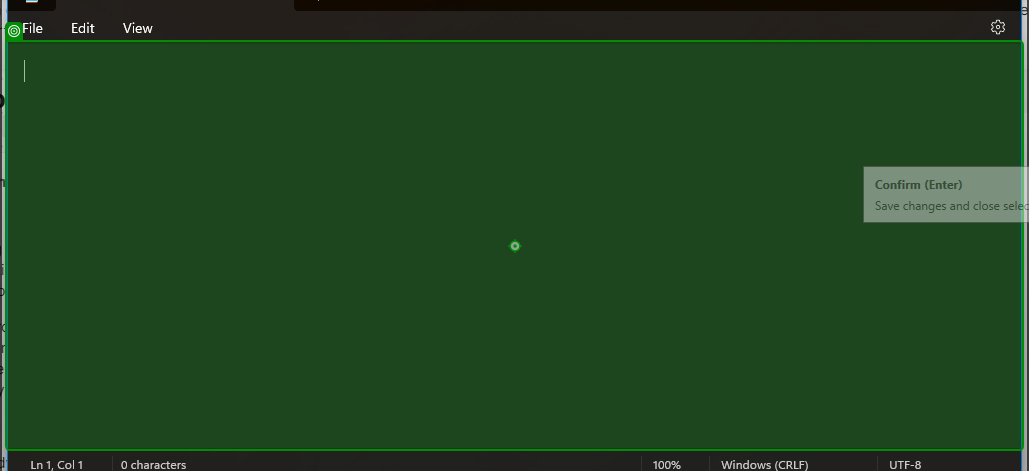 File Edit View
Confirm (Enter)
Save changes and close
Ln 1, Col 1 0 characters 100% Windows (CRLF) UTF-8